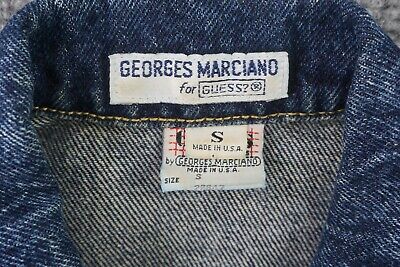 GEORGES MARCIANO
for GUESS?®
S
MADE IN U.S.A.
by GEORGES MARCIANO
MADE IN U.S.A.
SIZE S